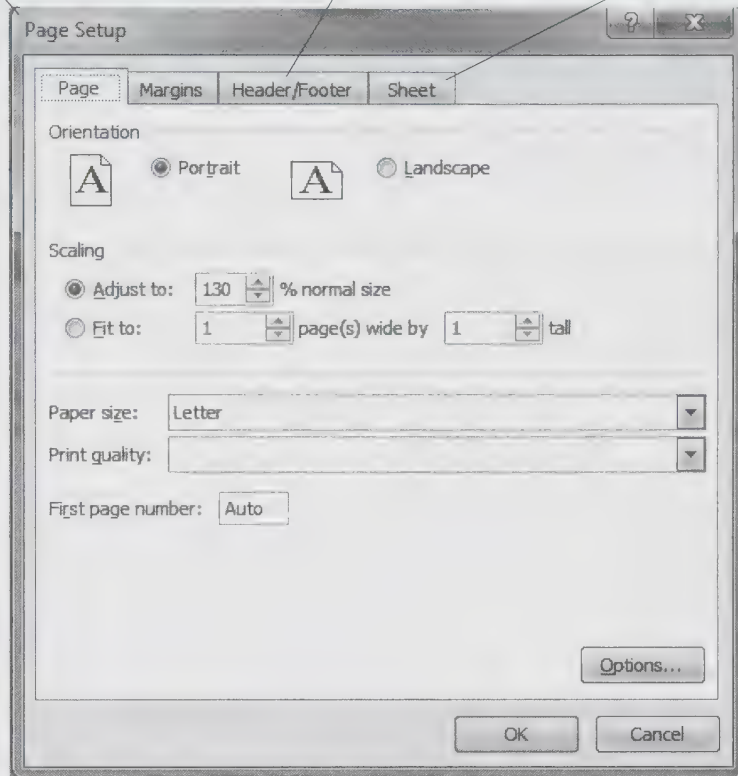 Page Setup
Page Margins Header/Footer Sheet
Orientation
A Portrait A Landscape
Scaling
Adjust to: 130 % normal size
Fit to: 1 page(s) wide by 1 tall
Paper size: Letter
Print quality:
First page number: Auto
Options...
OK Cancel